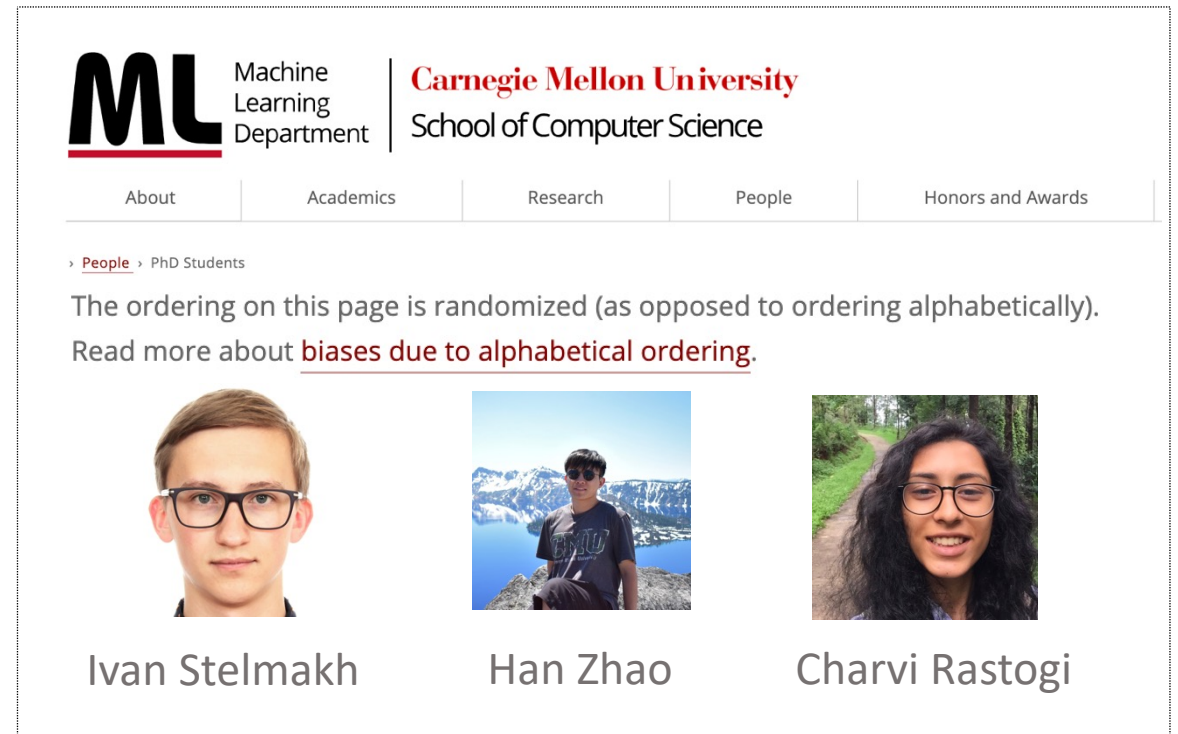 ML
Machine
Learning
Department
Carnegie Mellon University
School of Computer Science
About
Academics
Research
People
Honors and Awards
› People › PhD Students
The ordering on this page is randomized (as opposed to ordering alphabetically).
Read more about biases due to alphabetical ordering.
CMU
Ivan Stelmakh
Han Zhao
Charvi Rastogi